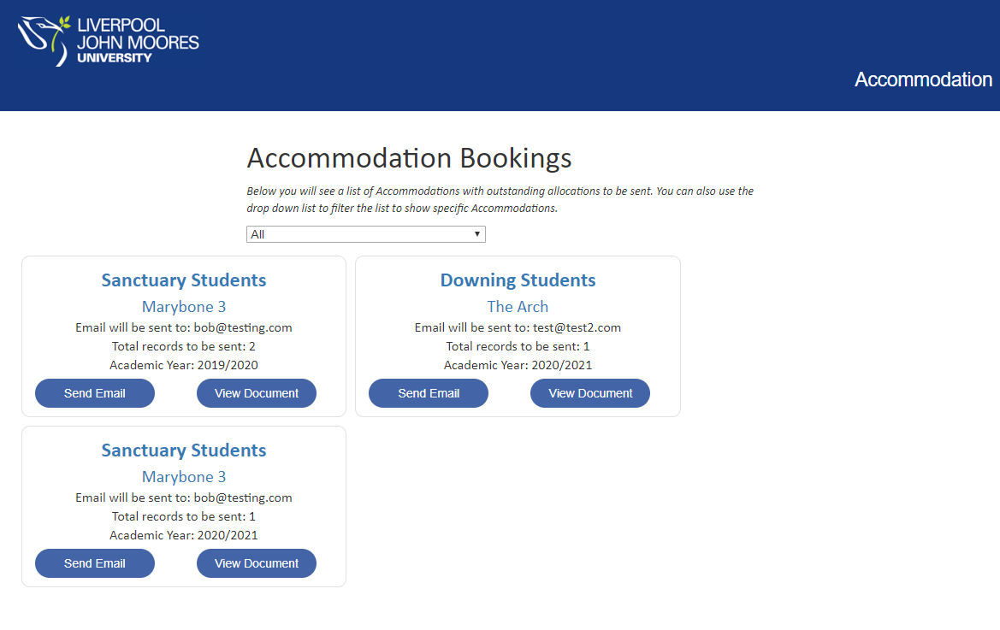 LIVERPOOL
JOHN MOORES
UNIVERSITY
Accommodation
Accommodation Bookings
Below you will see a list of Accommodations with outstanding allocations to be sent. You can also use the
drop down list to filter the list to show specific Accommodations.
All
Sanctuary Students
Marybone 3
Email will be sent to: bob@testing.com
Total records to be sent: 2
Academic Year: 2019/2020
Send Email
View Document
Downing Students
The Arch
Email will be sent to: test@test2.com
Total records to be sent: 1
Academic Year: 2020/2021
Send Email
View Document
Sanctuary Students
Marybone 3
Email will be sent to: bob@testing.com
Total records to be sent: 1
Academic Year: 2020/2021
Send Email
View Document